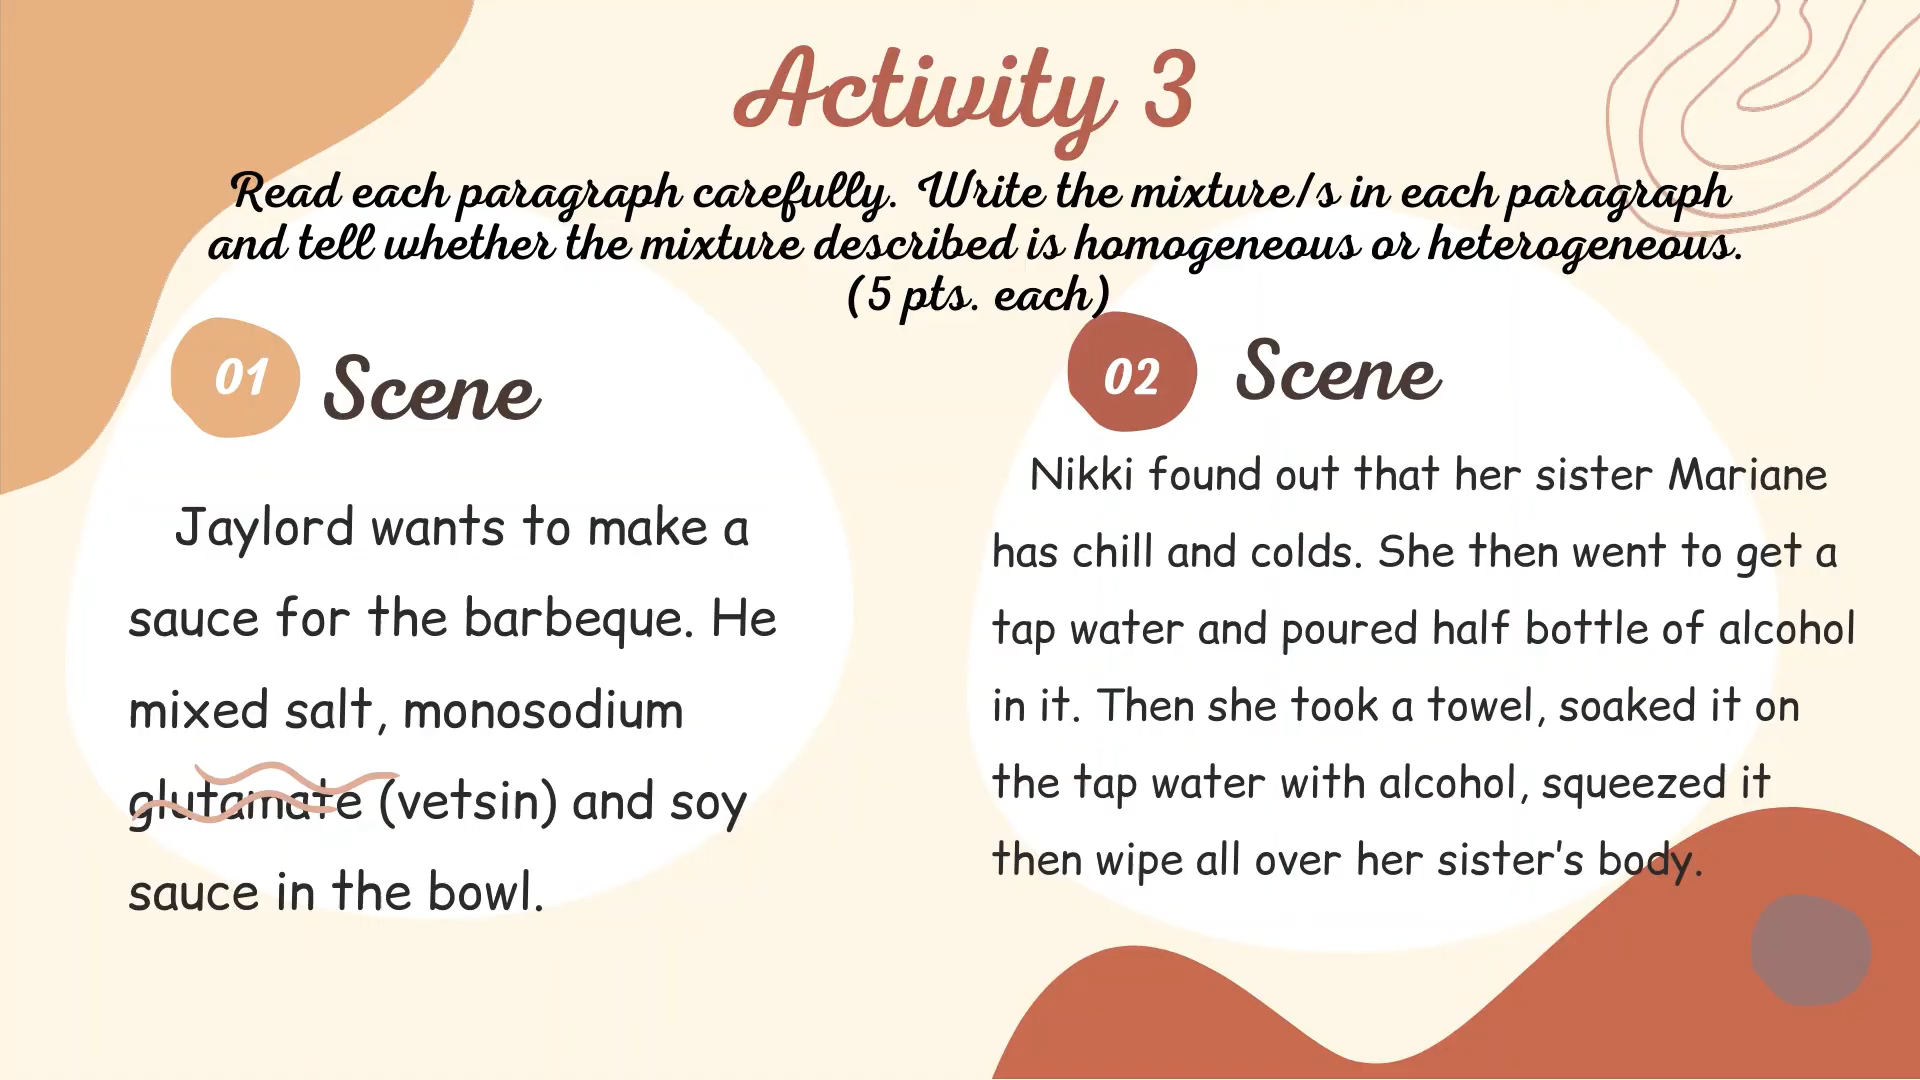 Activity 3
Read each paragraph carefully. Write the mixture/s in each paragraph
and tell whether the mixture described is homogeneous or heterogeneous.
(5 pts. each)
01 Scene
Jaylord wants to make a
sauce for the barbeque. He
mixed salt, monosodium
glutamate (vetsin) and soy
sauce in the bowl.
02 Scene
Nikki found out that her sister Mariane
has chill and colds. She then went to get a
tap water and poured half bottle of alcohol
in it. Then she took a towel, soaked it on
the tap water with alcohol, squeezed it
then wipe all over her sister's body.